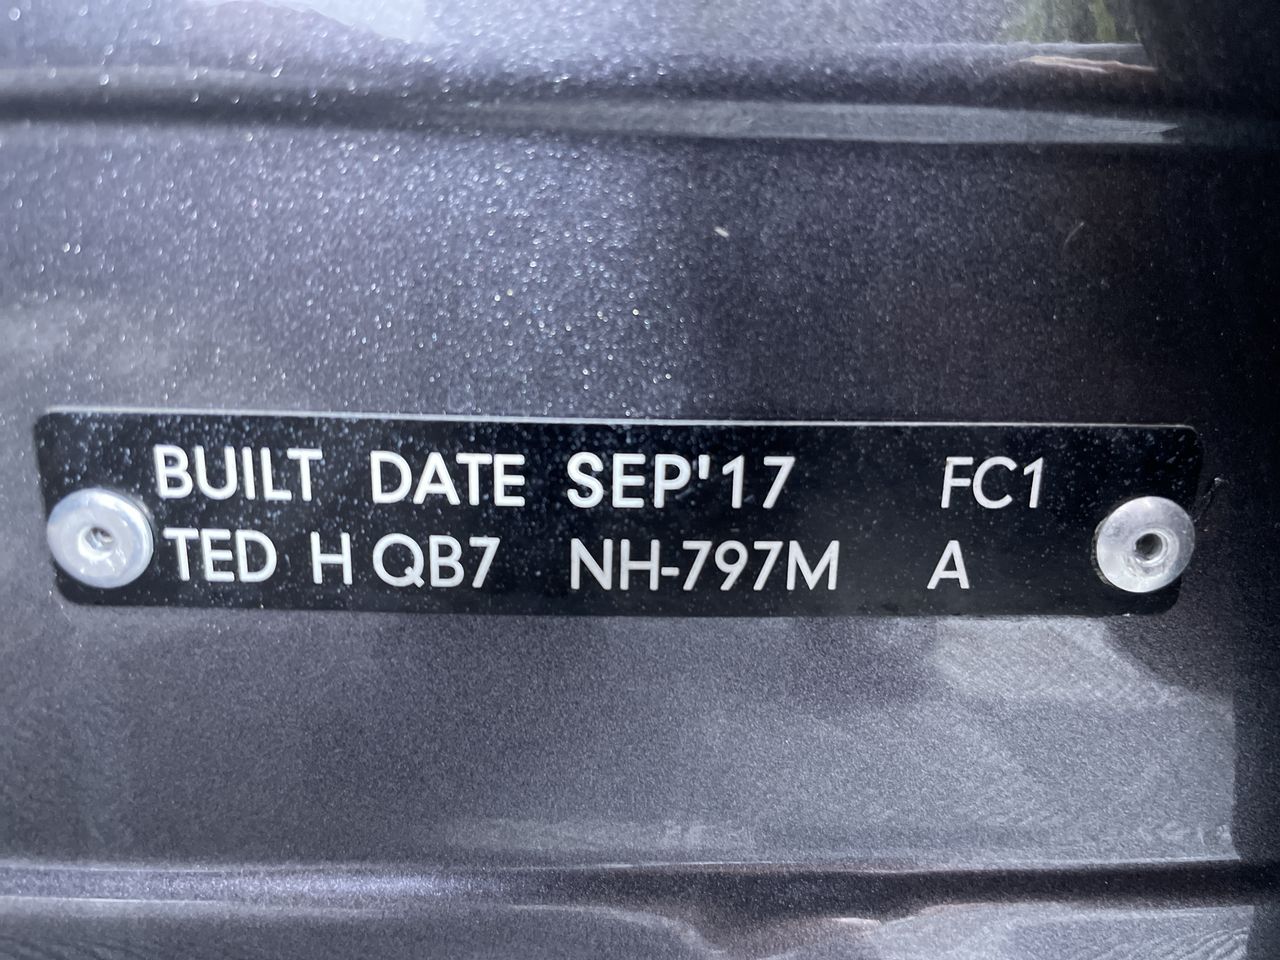 BUILT DATE SEP'17 FC1
TED H QB7 NH-797M A